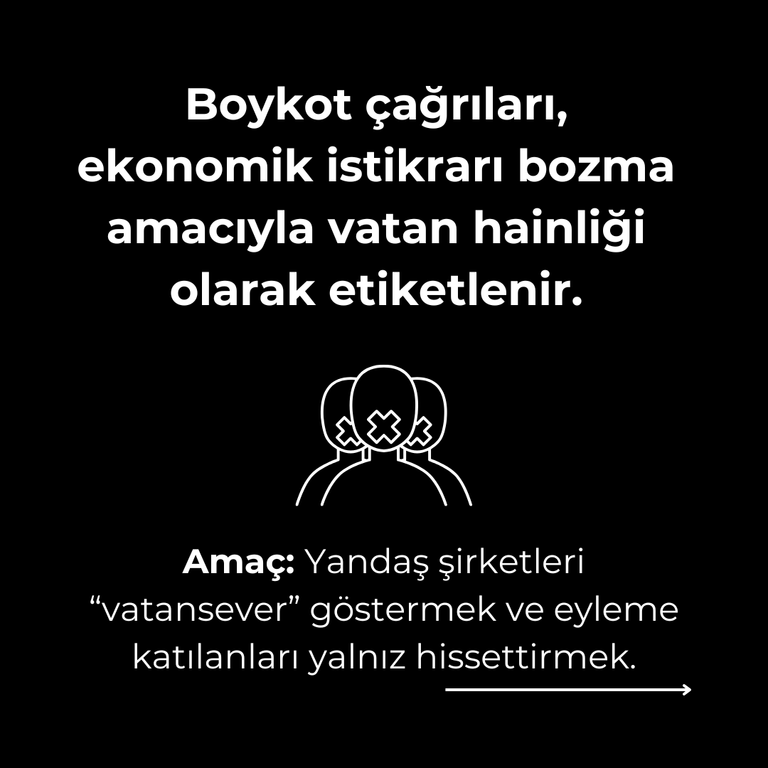 Boykot çağrıları,
ekonomik istikrarı bozma
amacıyla vatan hainliği
olarak etiketlenir.
Amaç: Yandaş şirketleri
“vatansever” göstermek ve eyleme
katılanları yalnız hissettirmek.